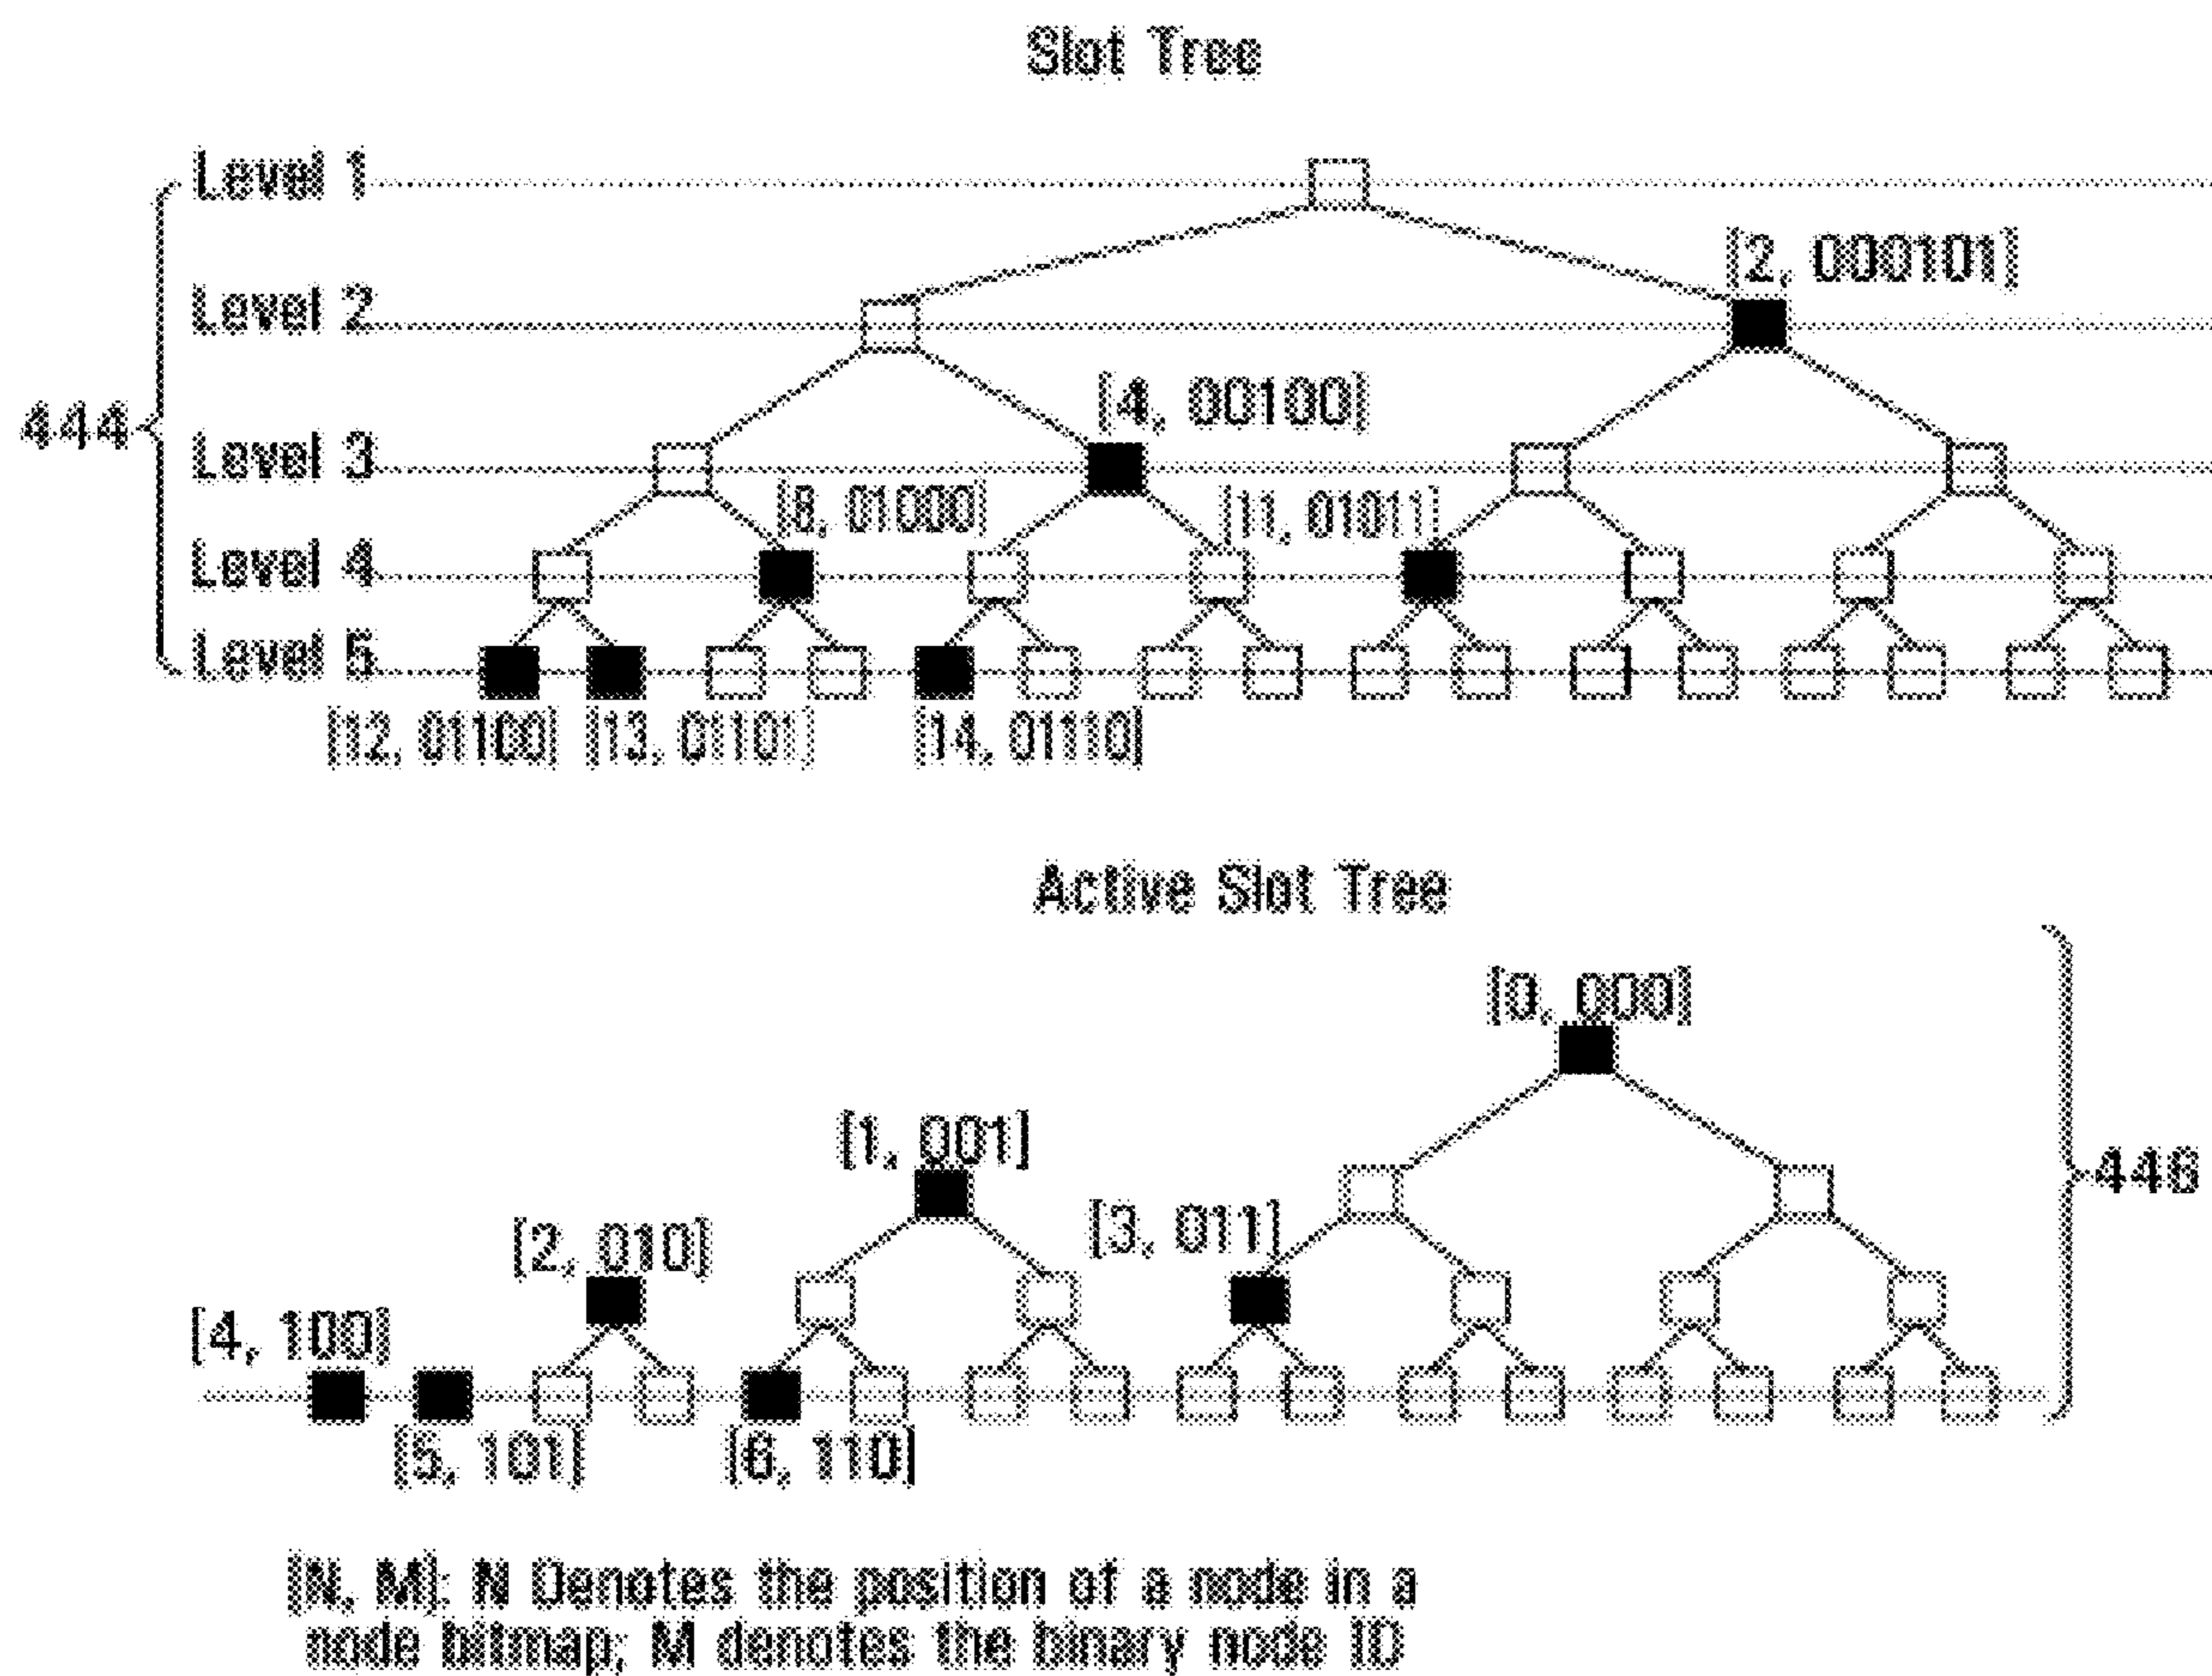 Slot Tree
Level 1
[2, 000101]
Level 2
[4, 00100]
444
Level 3
[8, 01000]
[11, 01011]
Level 4
Level 5
[12, 01100]
[13, 01101]
[14, 01110]
Active Slot Tree
[0, 000]
[1, 001]
446
[3, 011]
[2, 010]
[4, 100]
[5, 101]
[6, 110]
[N, M]: N Denotes the position of a node in a
node bitmap; M denotes the binary node ID